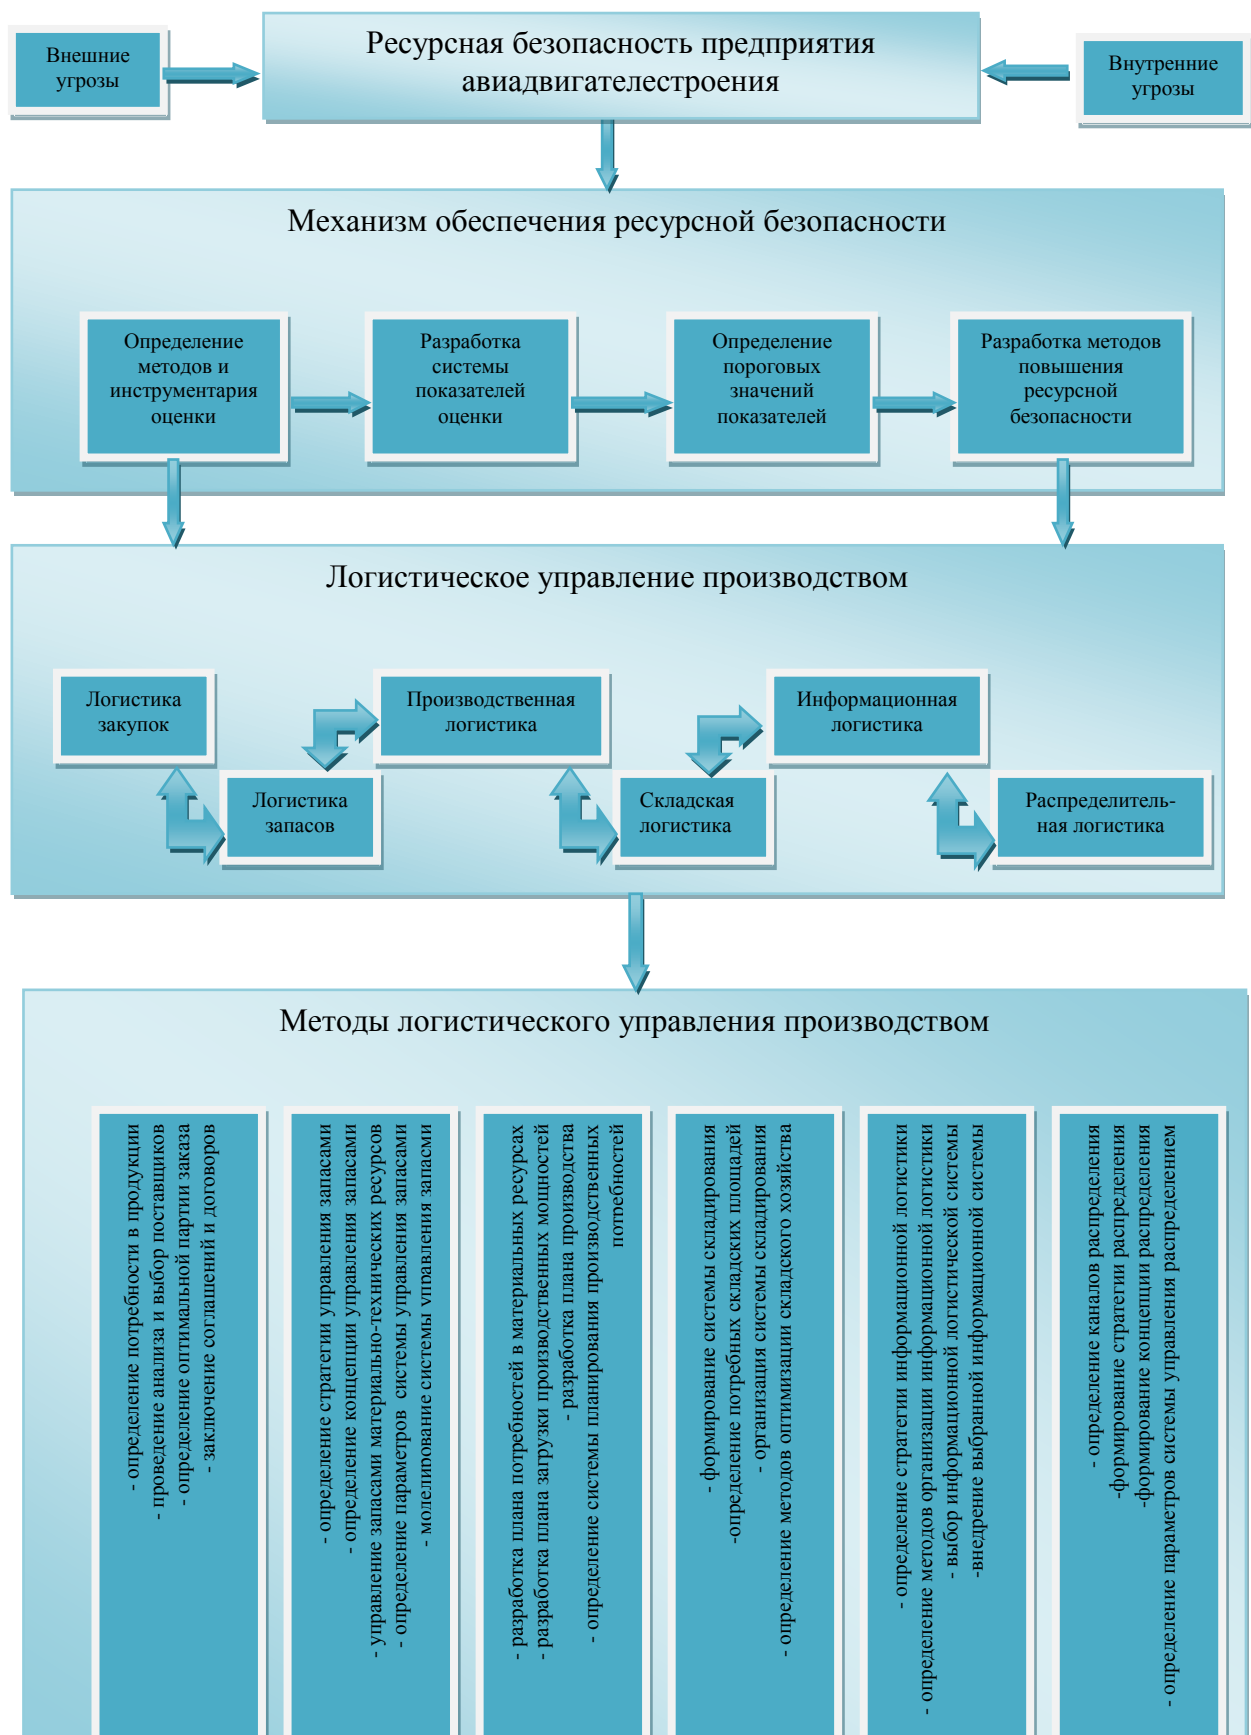 Внешние
угрозы
Ресурсная безопасность предприятия
авиадвигателестроения
Внутренние
угрозы
Механизм обеспечения ресурсной безопасности
Определение
методов и
инструментария
оценки
Разработка
системы
показателей
оценки
Определение
пороговых
значений
показателей
Разработка методов
повышения
ресурсной
безопасности
Логистическое управление производством
Логистика
закупок
Производственная
логистика
Информационная
логистика
Логистика
запасов
Складская
логистика
Распределитель-
ная логистика
Методы логистического управления производством
- определение потребности в продукции
- проведение анализа и выбор поставщиков
- определение оптимальной партии заказа
- заключение соглашений и договоров
- определение стратегии управления запасами
- определение концепции управления запасами
- управление запасами материально-технических ресурсов
- определение параметров системы управления запасами
- моделирование системы управления запасми
- разработка плана потребностей в материальных ресурсах
- разработка плана загрузки производственных мощностей
- разработка плана производства
- определение системы планирования производственных
потребностей
- формирование системы складирования
-определение потребных складских площадей
- организация системы складирования
- определение методов оптимизации складского хозяйства
- определение стратегии информационной логистики
- определение методов организации информационной логистики
- выбор информационной логистической системы
-внедрение выбранной информационной системы
- определение каналов распределения
-формирование стратегии распределения
-формирование концепции распределения
- определение параметров системы управления распределением